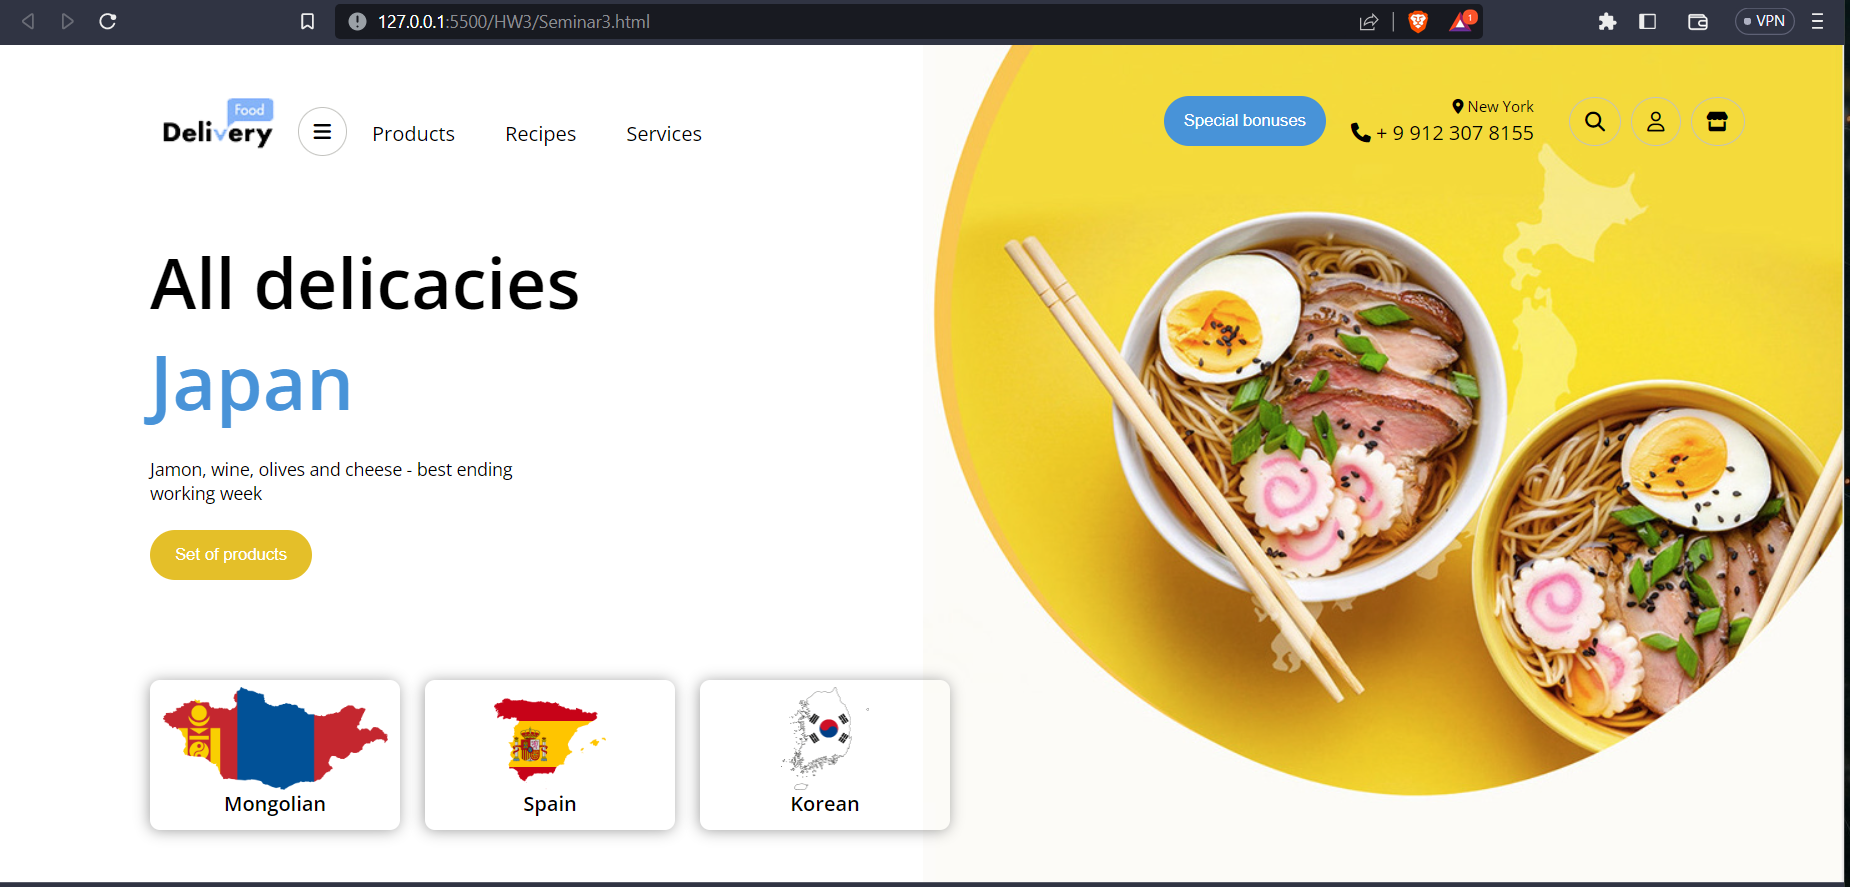 127.0.0.1:5500/HW3/Seminar3.html
1
VPN
Food
Delivery
Products
Recipes
Services
Special bonuses
New York
+ 9 912 307 8155
All delicacies
Japan
Jamon, wine, olives and cheese - best ending
working week
Set of products
Mongolian
Spain
Korean